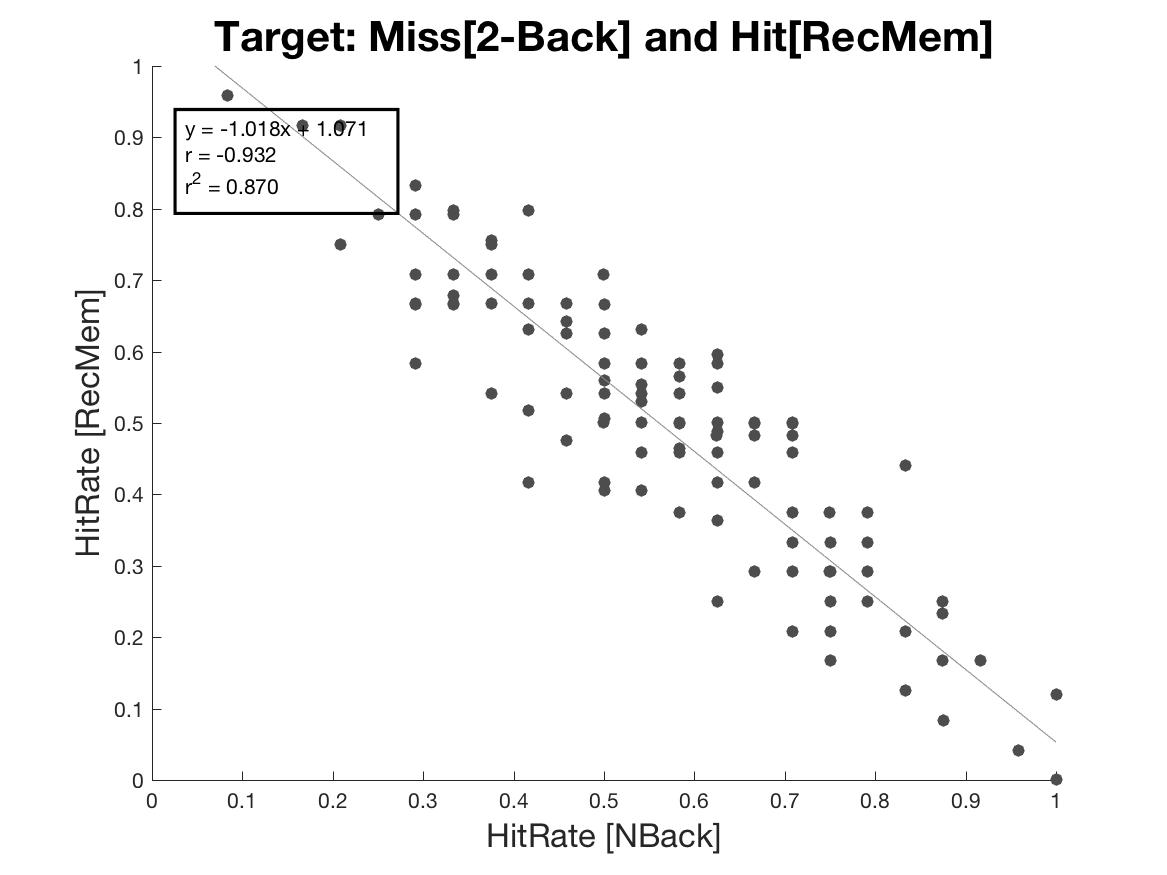 Target: Miss[2-Back] and Hit[RecMem]
y = -1.018x + 1.071
r = -0.932
r2 = 0.870
HitRate [RecMem]
1
0.9
0.8
0.7
0.6
0.5
0.4
0.3
0.2
0.1
0
0 0.1 0.2 0.3 0.4 0.5 0.6 0.7 0.8 0.9 1
HitRate [NBack]